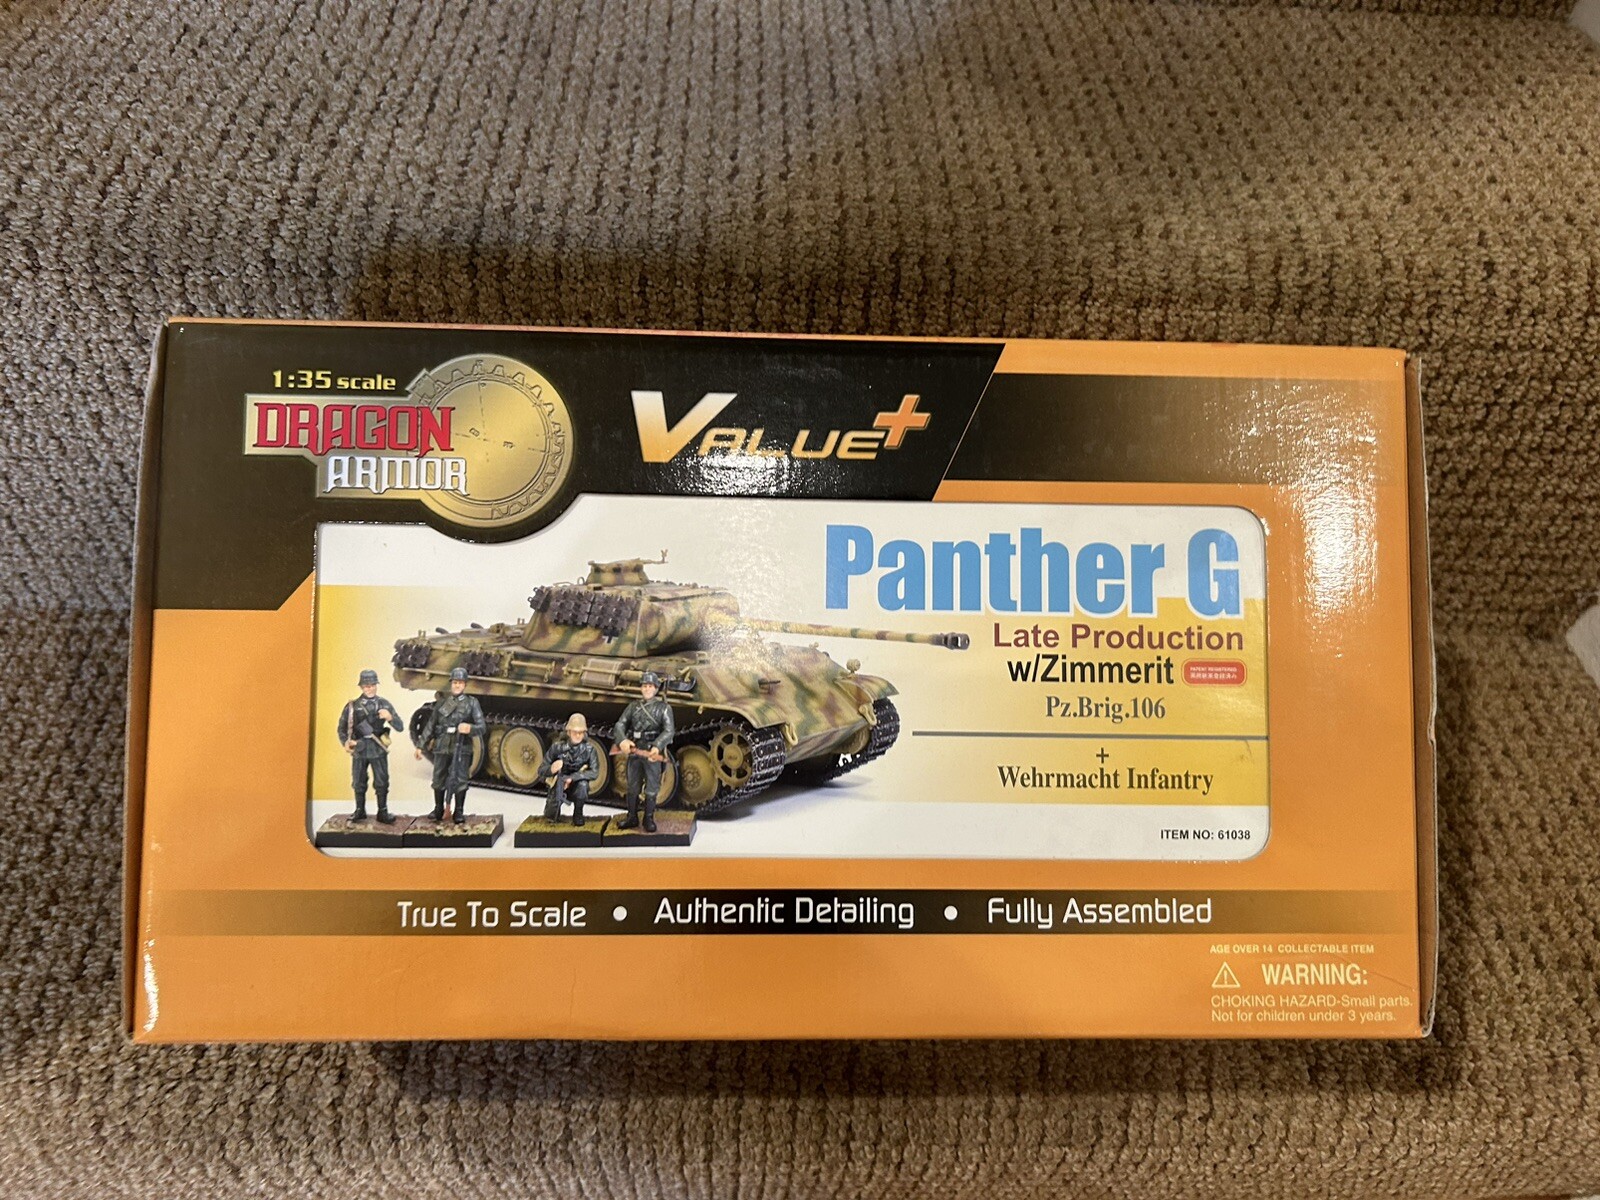 1:35 scale
DRAGON
ARMOR
VALUE+
Panther G
Late Production
w/Zimmerit
PATENT REGISTERED
Pz.Brig.106
+
Wehrmacht Infantry
ITEM NO: 61038
True To Scale • Authentic Detailing • Fully Assembled
AGE OVER 14 COLLECTABLE ITEM
WARNING:
CHOKING HAZARD-Small parts.
Not for children under 3 years.